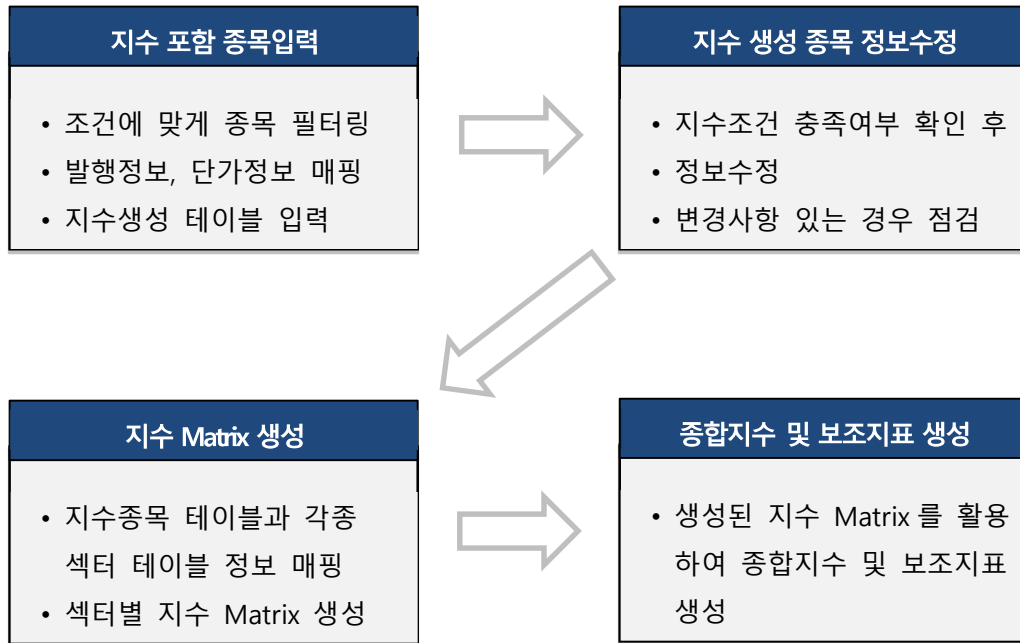 지수 포함 종목입력
• 조건에 맞게 종목 필터링
• 발행정보, 단가정보 매핑
• 지수생성 테이블 입력
지수 생성 종목 정보수정
• 지수조건 충족여부 확인 후
• 정보수정
• 변경사항 있는 경우 점검
지수 Matrix 생성
• 지수종목 테이블과 각종
섹터 테이블 정보 매핑
• 섹터별 지수 Matrix 생성
종합지수 및 보조지표 생성
• 생성된 지수 Matrix 를 활용
하여 종합지수 및 보조지표
생성